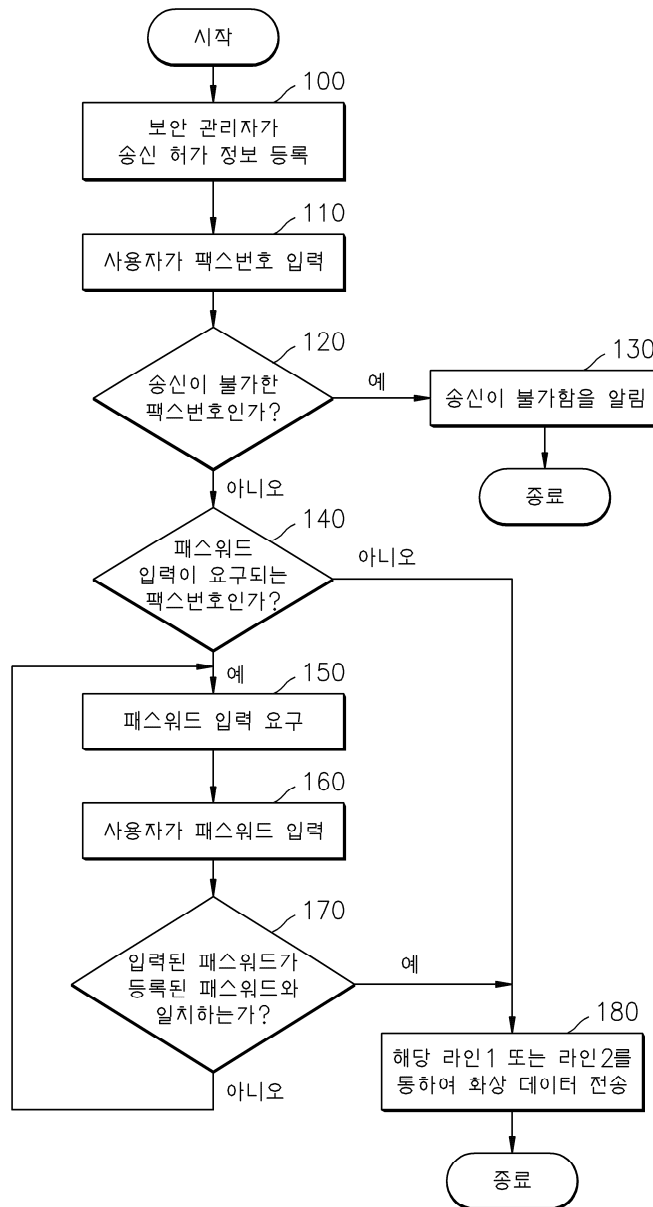 시작
100
보안 관리자가
송신 허가 정보 등록
110
사용자가 팩스번호 입력
120
송신이 불가한
팩스번호인가?
예
130
송신이 불가함을 알림
종료
아니오
140
패스워드
입력이 요구되는
팩스번호인가?
아니오
예
150
패스워드 입력 요구
160
사용자가 패스워드 입력
170
입력된 패스워드가
등록된 패스워드와
일치하는가?
예
아니오
180
해당 라인1 또는 라인2를
통하여 화상 데이터 전송
종료